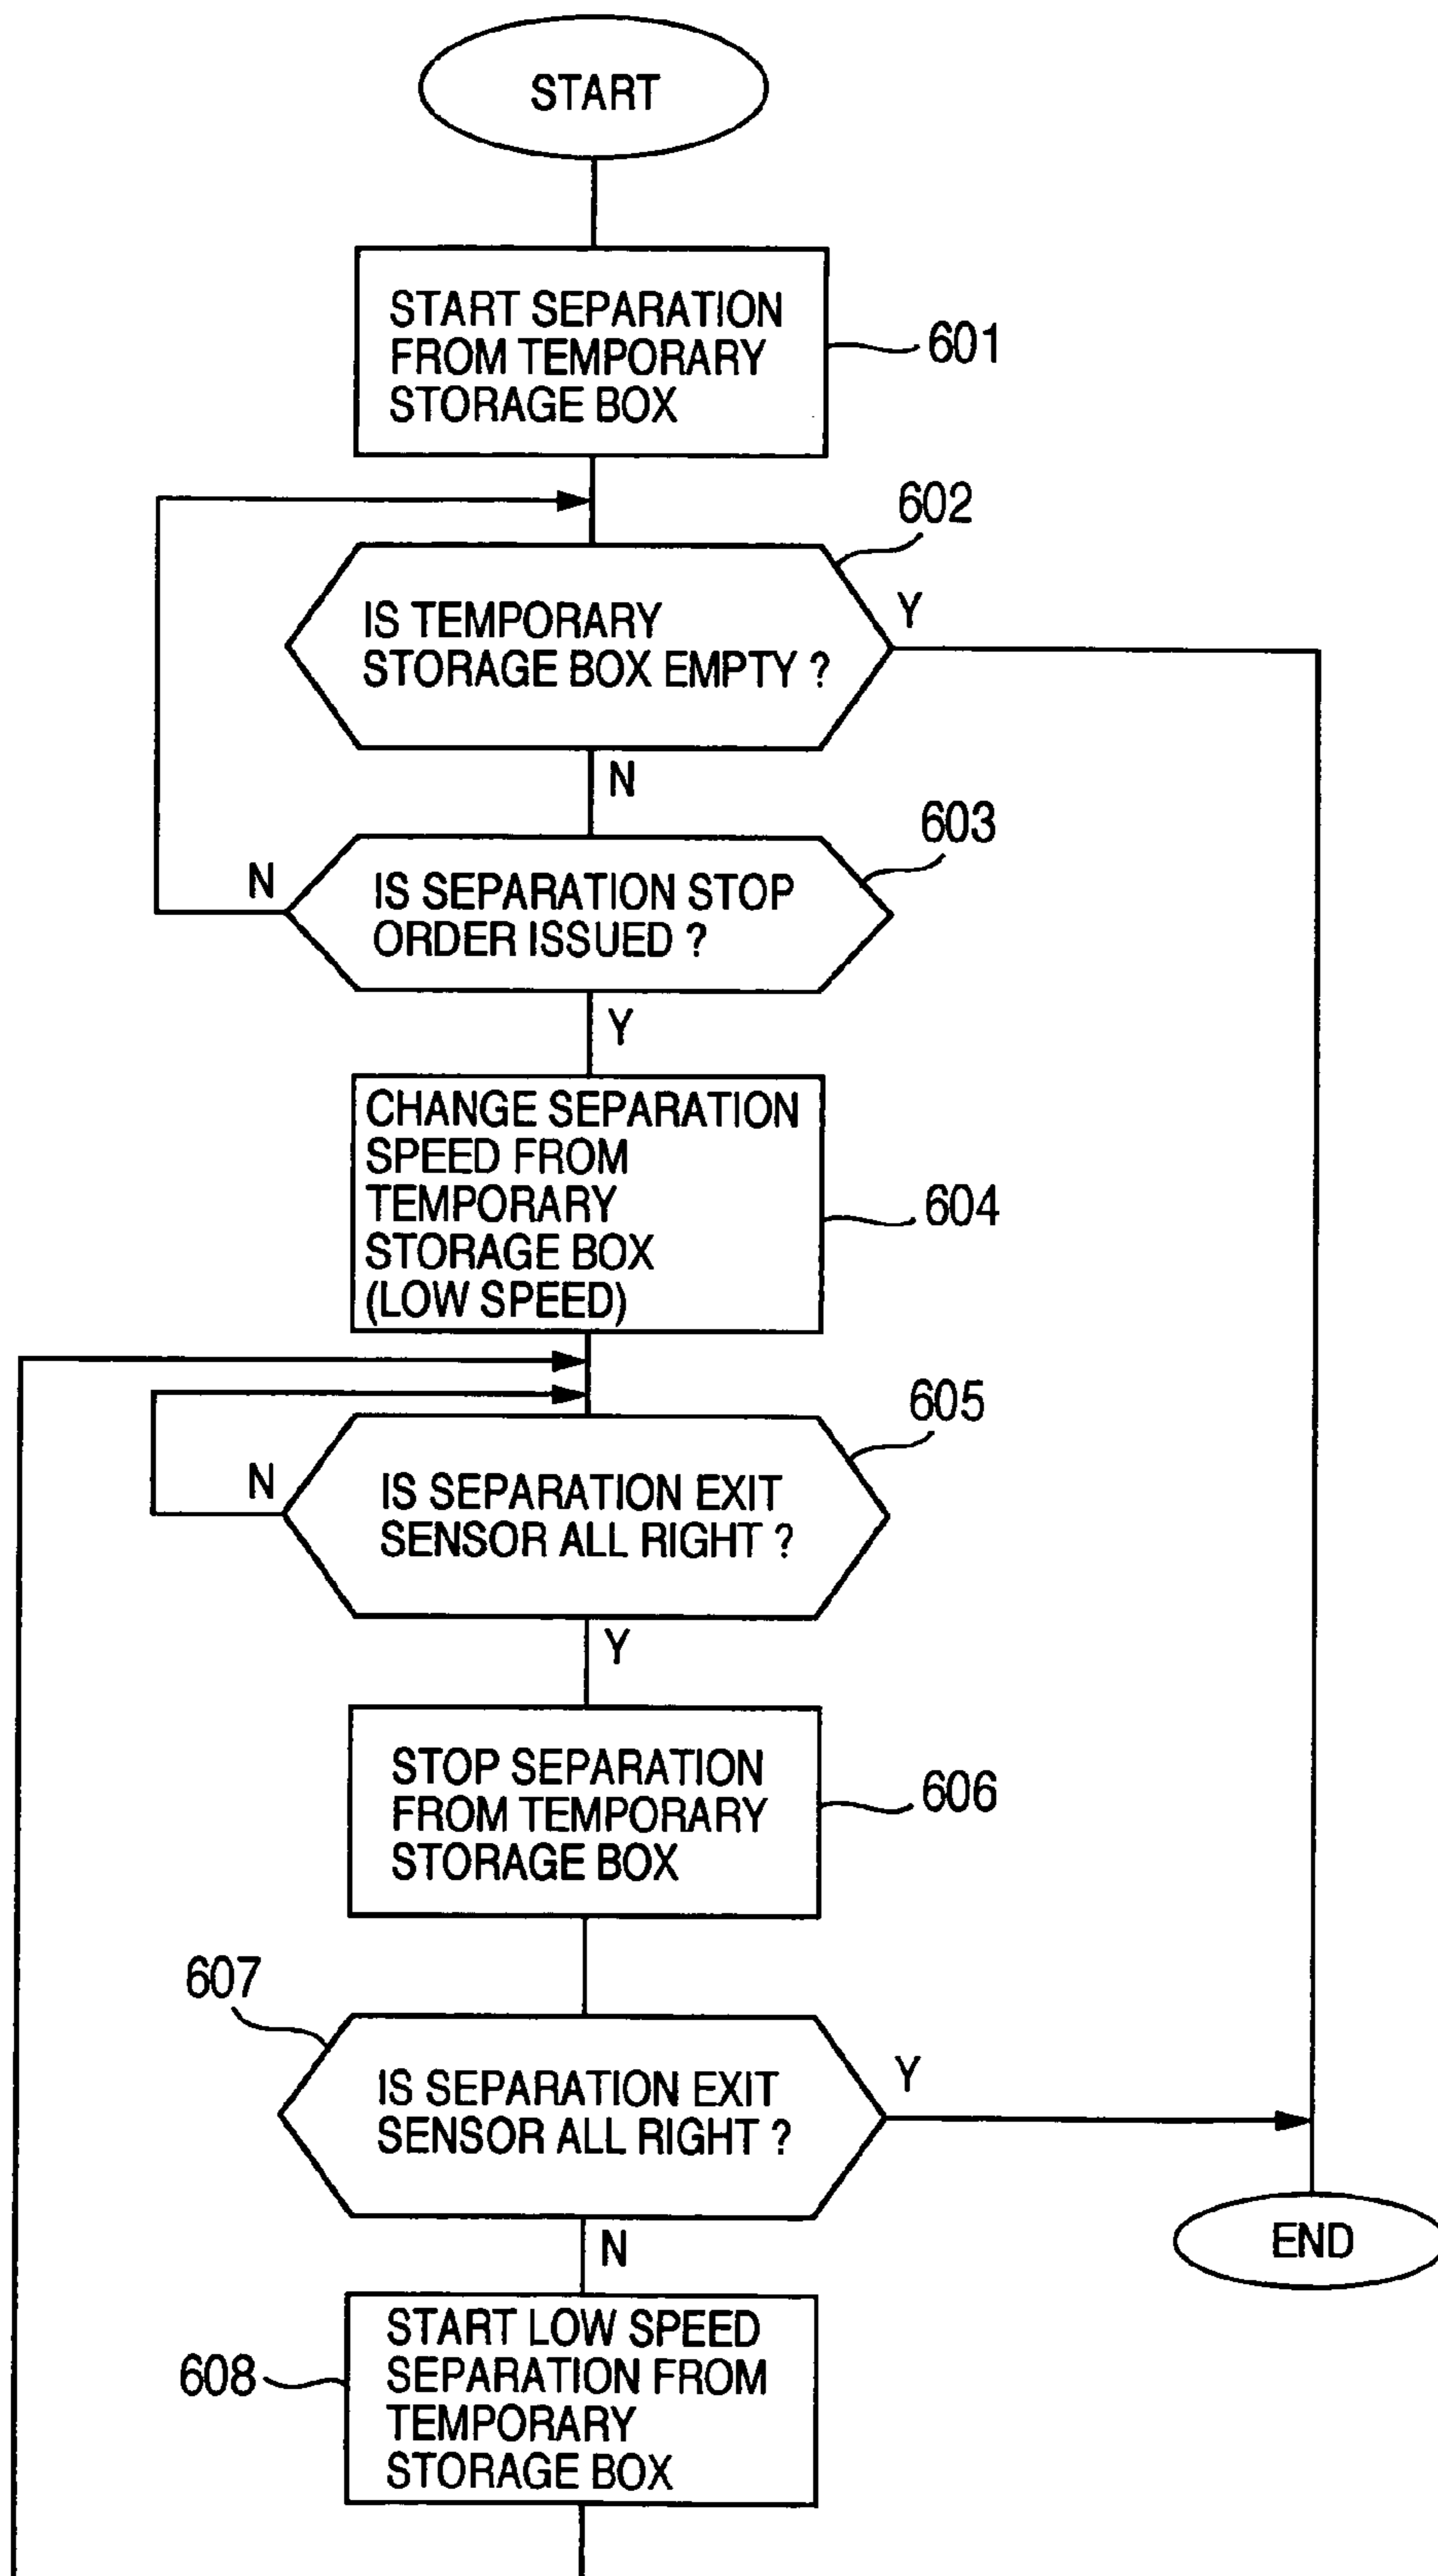 START
START SEPARATION
FROM TEMPORARY
STORAGE BOX
601
602
IS TEMPORARY
STORAGE BOX EMPTY ?
Y
N
603
IS SEPARATION STOP
ORDER ISSUED ?
N
Y
CHANGE SEPARATION
SPEED FROM
TEMPORARY
STORAGE BOX
(LOW SPEED)
604
605
IS SEPARATION EXIT
SENSOR ALL RIGHT ?
N
Y
STOP SEPARATION
FROM TEMPORARY
STORAGE BOX
606
607
IS SEPARATION EXIT
SENSOR ALL RIGHT ?
Y
N
END
START LOW SPEED
SEPARATION FROM
TEMPORARY
STORAGE BOX
608